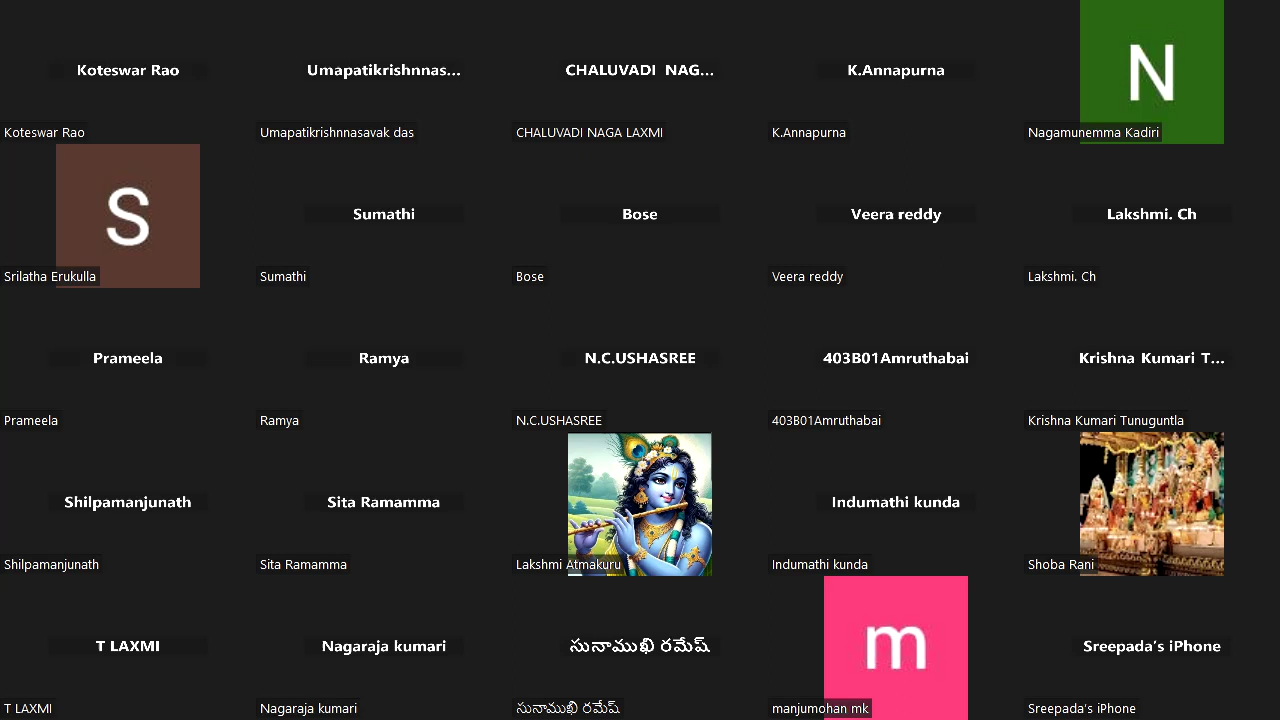 Koteswar Rao
Umapatikrishnnas...
CHALUVADI NAG...
K.Annapurna
N
Koteswar Rao
Umapatikrishnnasavak das
CHALUVADI NAGA LAXMI
K.Annapurna
Nagamunemma Kadiri
S
Sumathi
Bose
Veera reddy
Lakshmi. Ch
Srilatha Erukulla
Sumathi
Bose
Veera reddy
Lakshmi. Ch
Prameela
Ramya
N.C.USHASREE
403B01Amruthabai
Krishna Kumari T...
Prameela
Ramya
N.C.USHASREE
403B01Amruthabai
Krishna Kumari Tunuguntla
Shilpamanjunath
Sita Ramamma
Indumathi kunda
Shilpamanjunath
Sita Ramamma
Lakshmi Atmakuru
Indumathi kunda
Shoba Rani
T LAXMI
Nagaraja kumari
సునాముఖి రమేష్
m
Sreepada's iPhone
T LAXMI
Nagaraja kumari
సునాముఖి రమేష్
manjumohan mk
Sreepada's iPhone